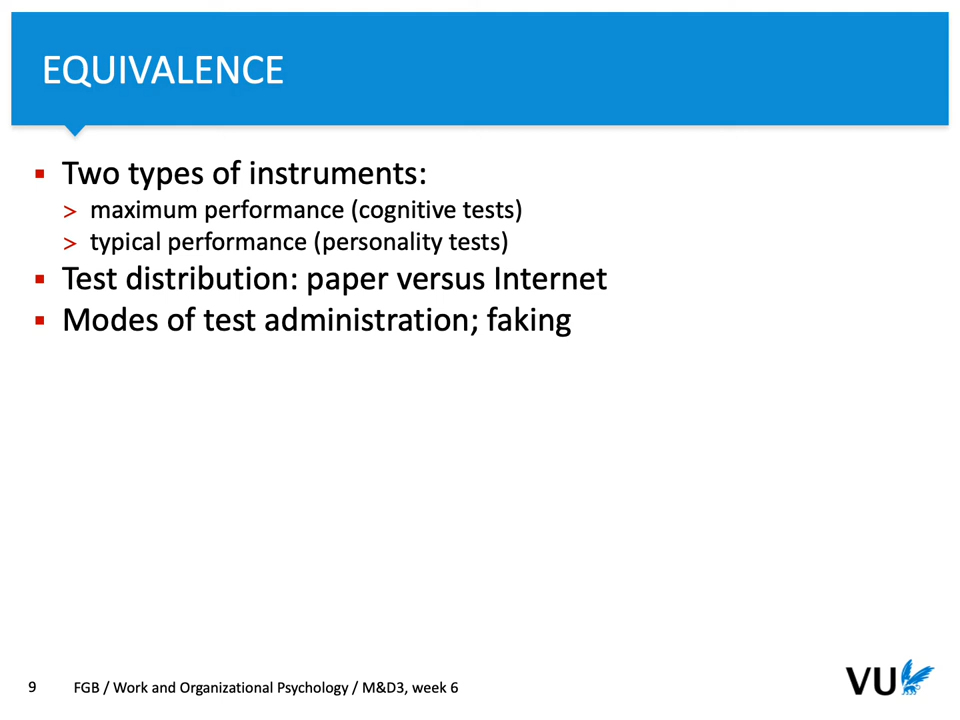 EQUIVALENCE
▪ Two types of instruments:
> maximum performance (cognitive tests)
> typical performance (personality tests)
▪ Test distribution: paper versus Internet
▪ Modes of test administration; faking
9 FGB / Work and Organizational Psychology / M&D3, week 6
VU